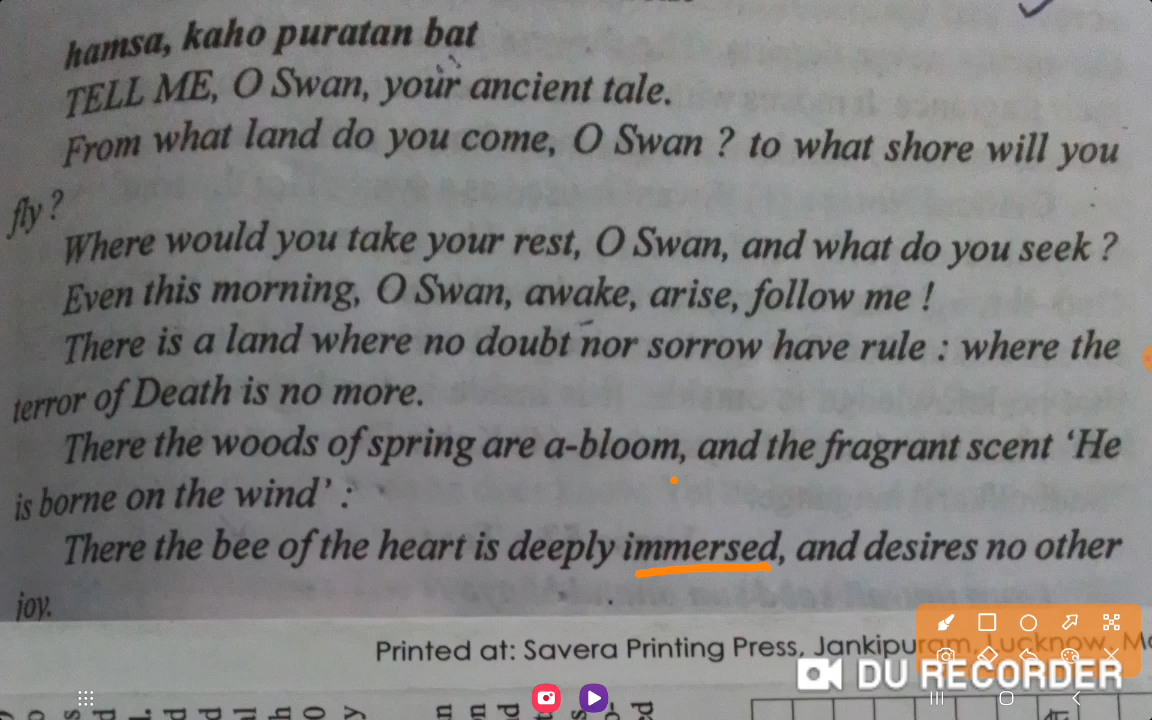 hamsa, kaho puratan bat
TELL ME, O Swan, your ancient tale.
From what land do you come, O Swan ? to what shore will you
fly ?
Where would you take your rest, O Swan, and what do you seek ?
Even this morning, O Swan, awake, arise, follow me !
There is a land where no doubt nor sorrow have rule : where the
terror of Death is no more.
There the woods of spring are a-bloom, and the fragrant scent ‘He
is borne on the wind’ :
There the bee of the heart is deeply immersed, and desires no other
joy.
Printed at: Savera Printing Press, Jankipuram, Lucknow,
DU RECORDER